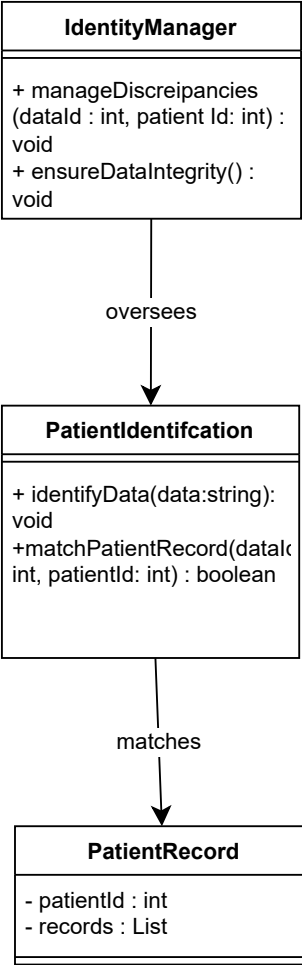 IdentityManager
+ manageDiscreipancies
(dataId : int, patient Id: int) :
void
+ ensureDataIntegrity() :
void
oversees
PatientIdentifcation
+ identifyData(data:string):
void
+matchPatientRecord(dataId
int, patientId: int) : boolean
matches
PatientRecord
- patientId : int
- records : List